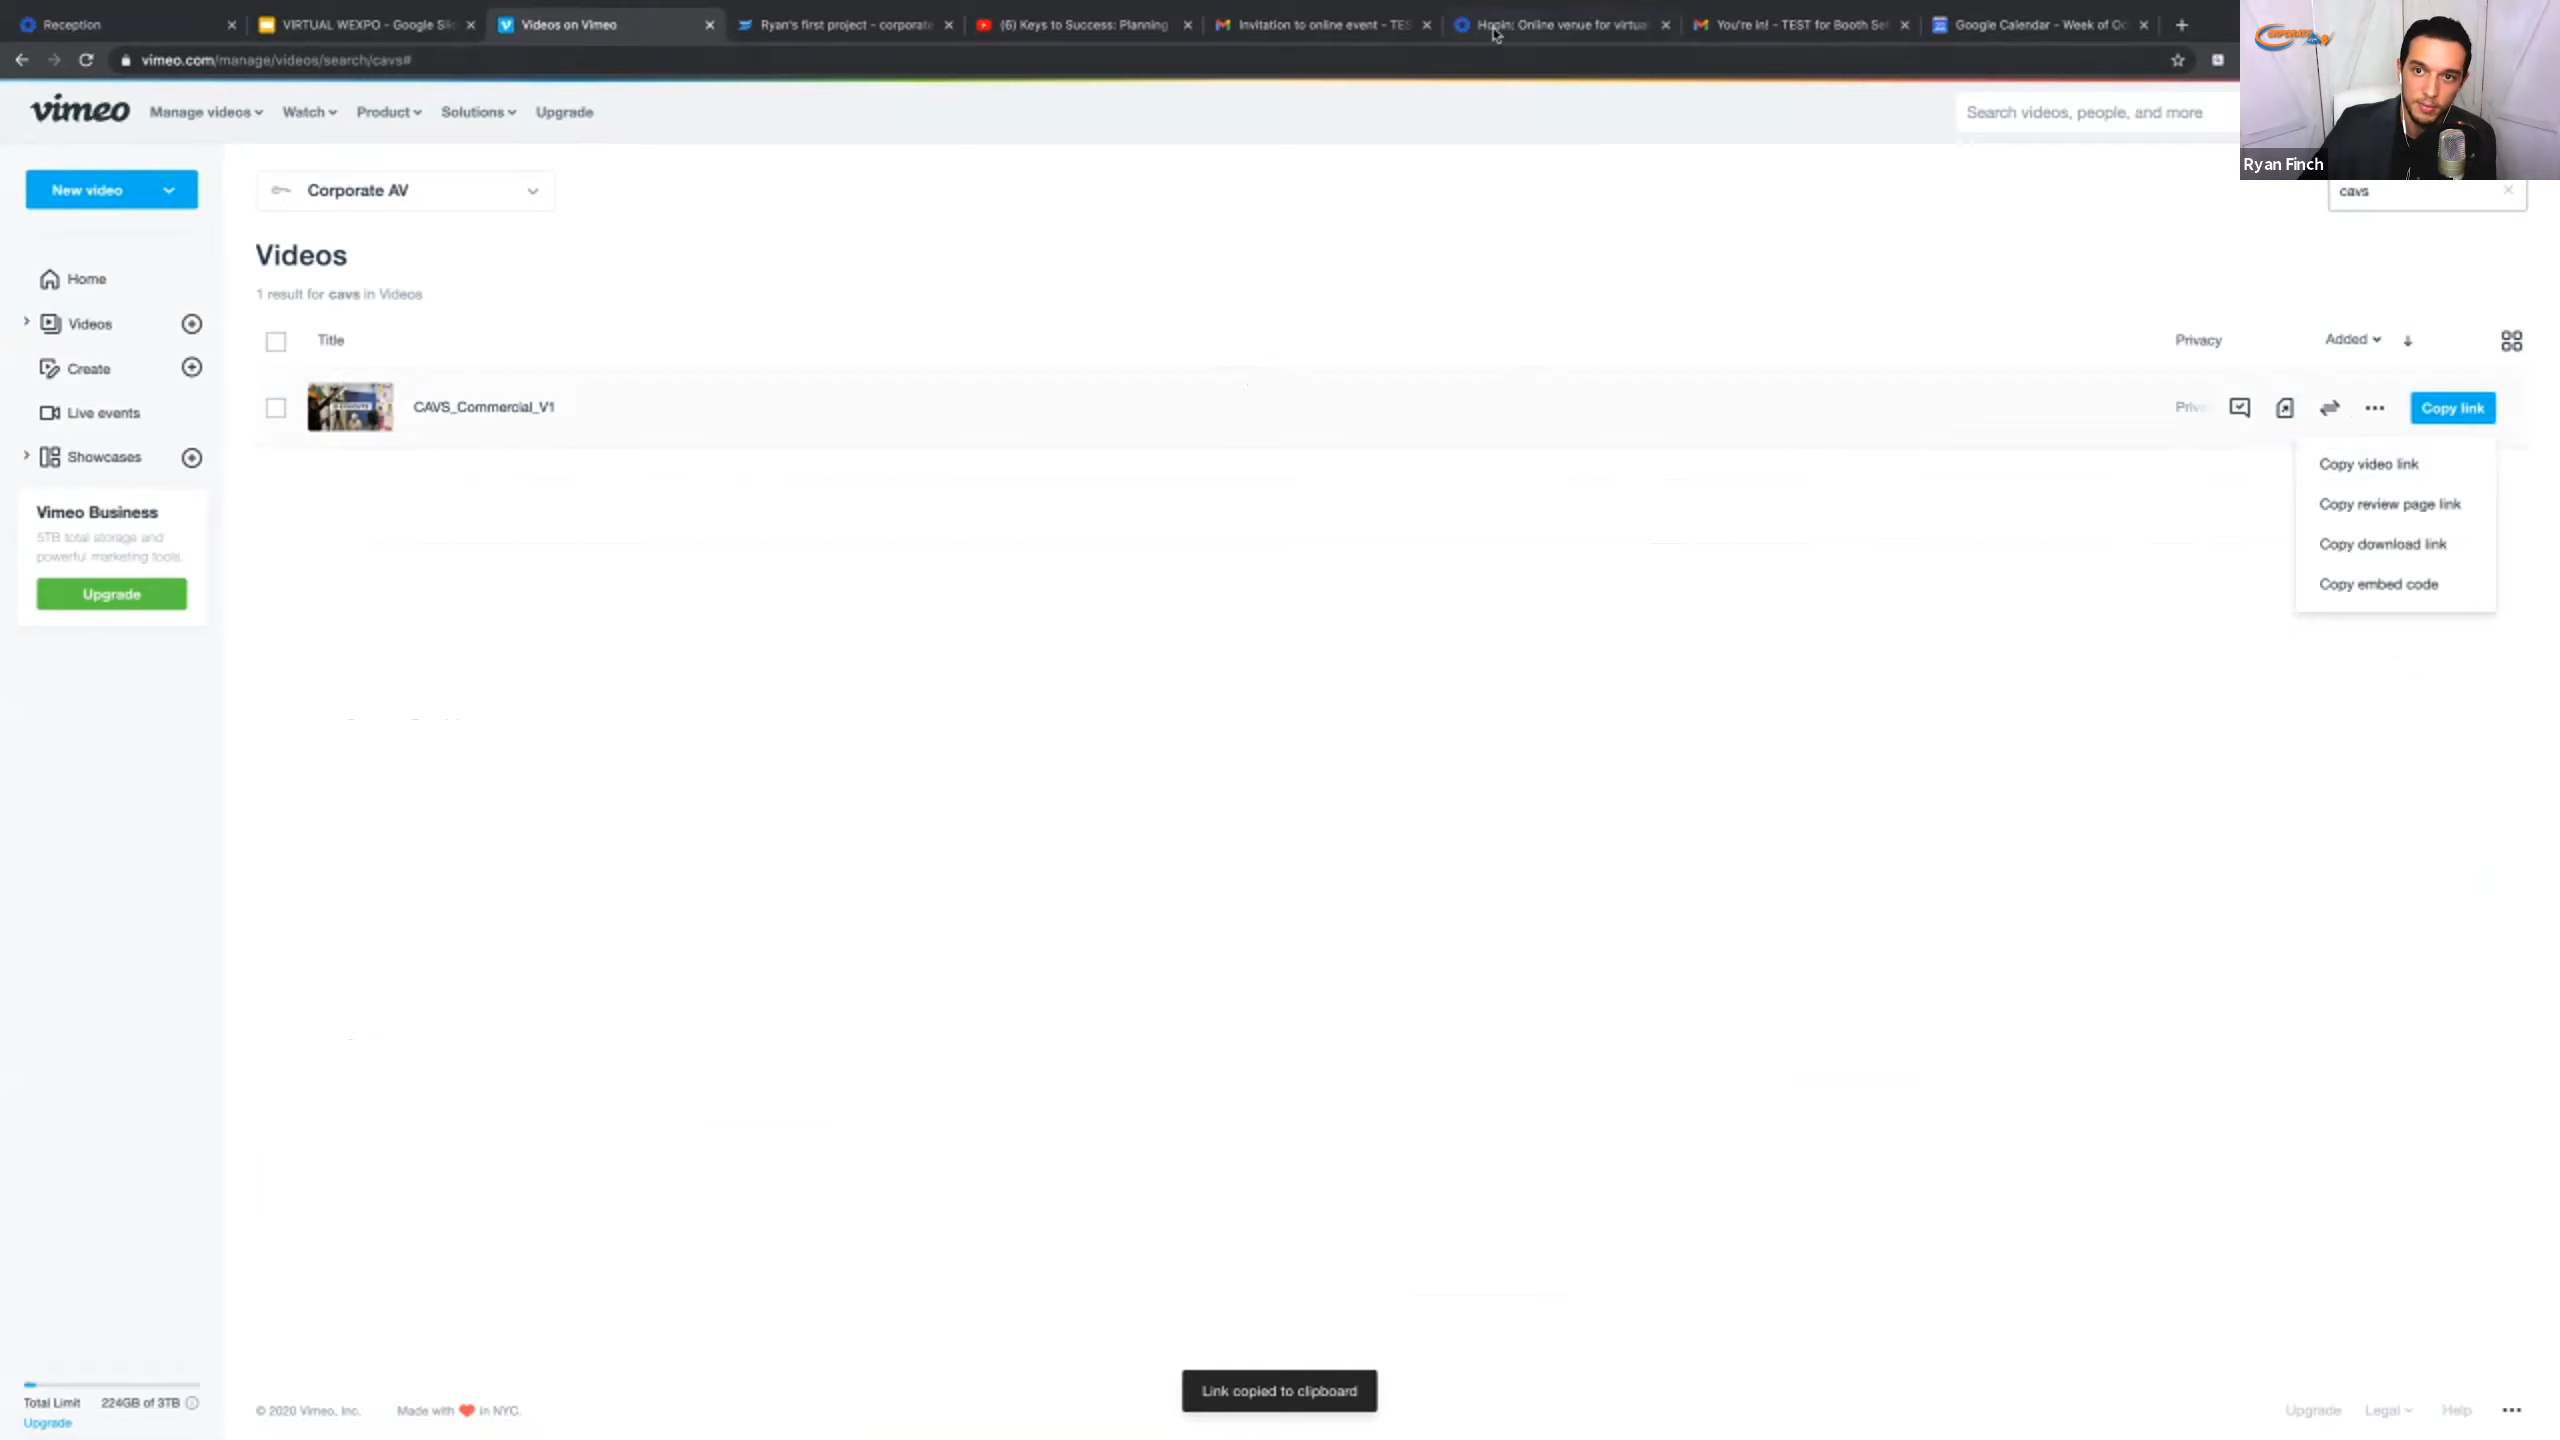 Reception
VIRTUAL WEXPO - Google Sli
Videos on Vimeo
Ryan's first project - corporate
(6) Keys to Success: Planning
Invitation to online event - TES
Hopin: Online venue for virtua
You're in! - TEST for Booth Se
Google Calendar - Week of Oc
vimeo.com/manage/videos/search/cavs#
CORPORATE AV
vimeo
Manage videos
Watch
Product
Solutions
Upgrade
Search videos, people, and more
Ryan Finch
New video
Corporate AV
cavs
Videos
1 result for cavs in Videos
Home
Videos
Create
Live events
Showcases
Title
Privacy
Added
CAVS_Commercial_V1
Priv
Copy link
Copy video link
Copy review page link
Copy download link
Copy embed code
Vimeo Business
5TB total storage and
powerful marketing tools.
Upgrade
Link copied to clipboard
Total Limit 224GB of 3TB
Upgrade
© 2020 Vimeo, Inc.
Made with ❤ in NYC.
Upgrade
Legal
Help